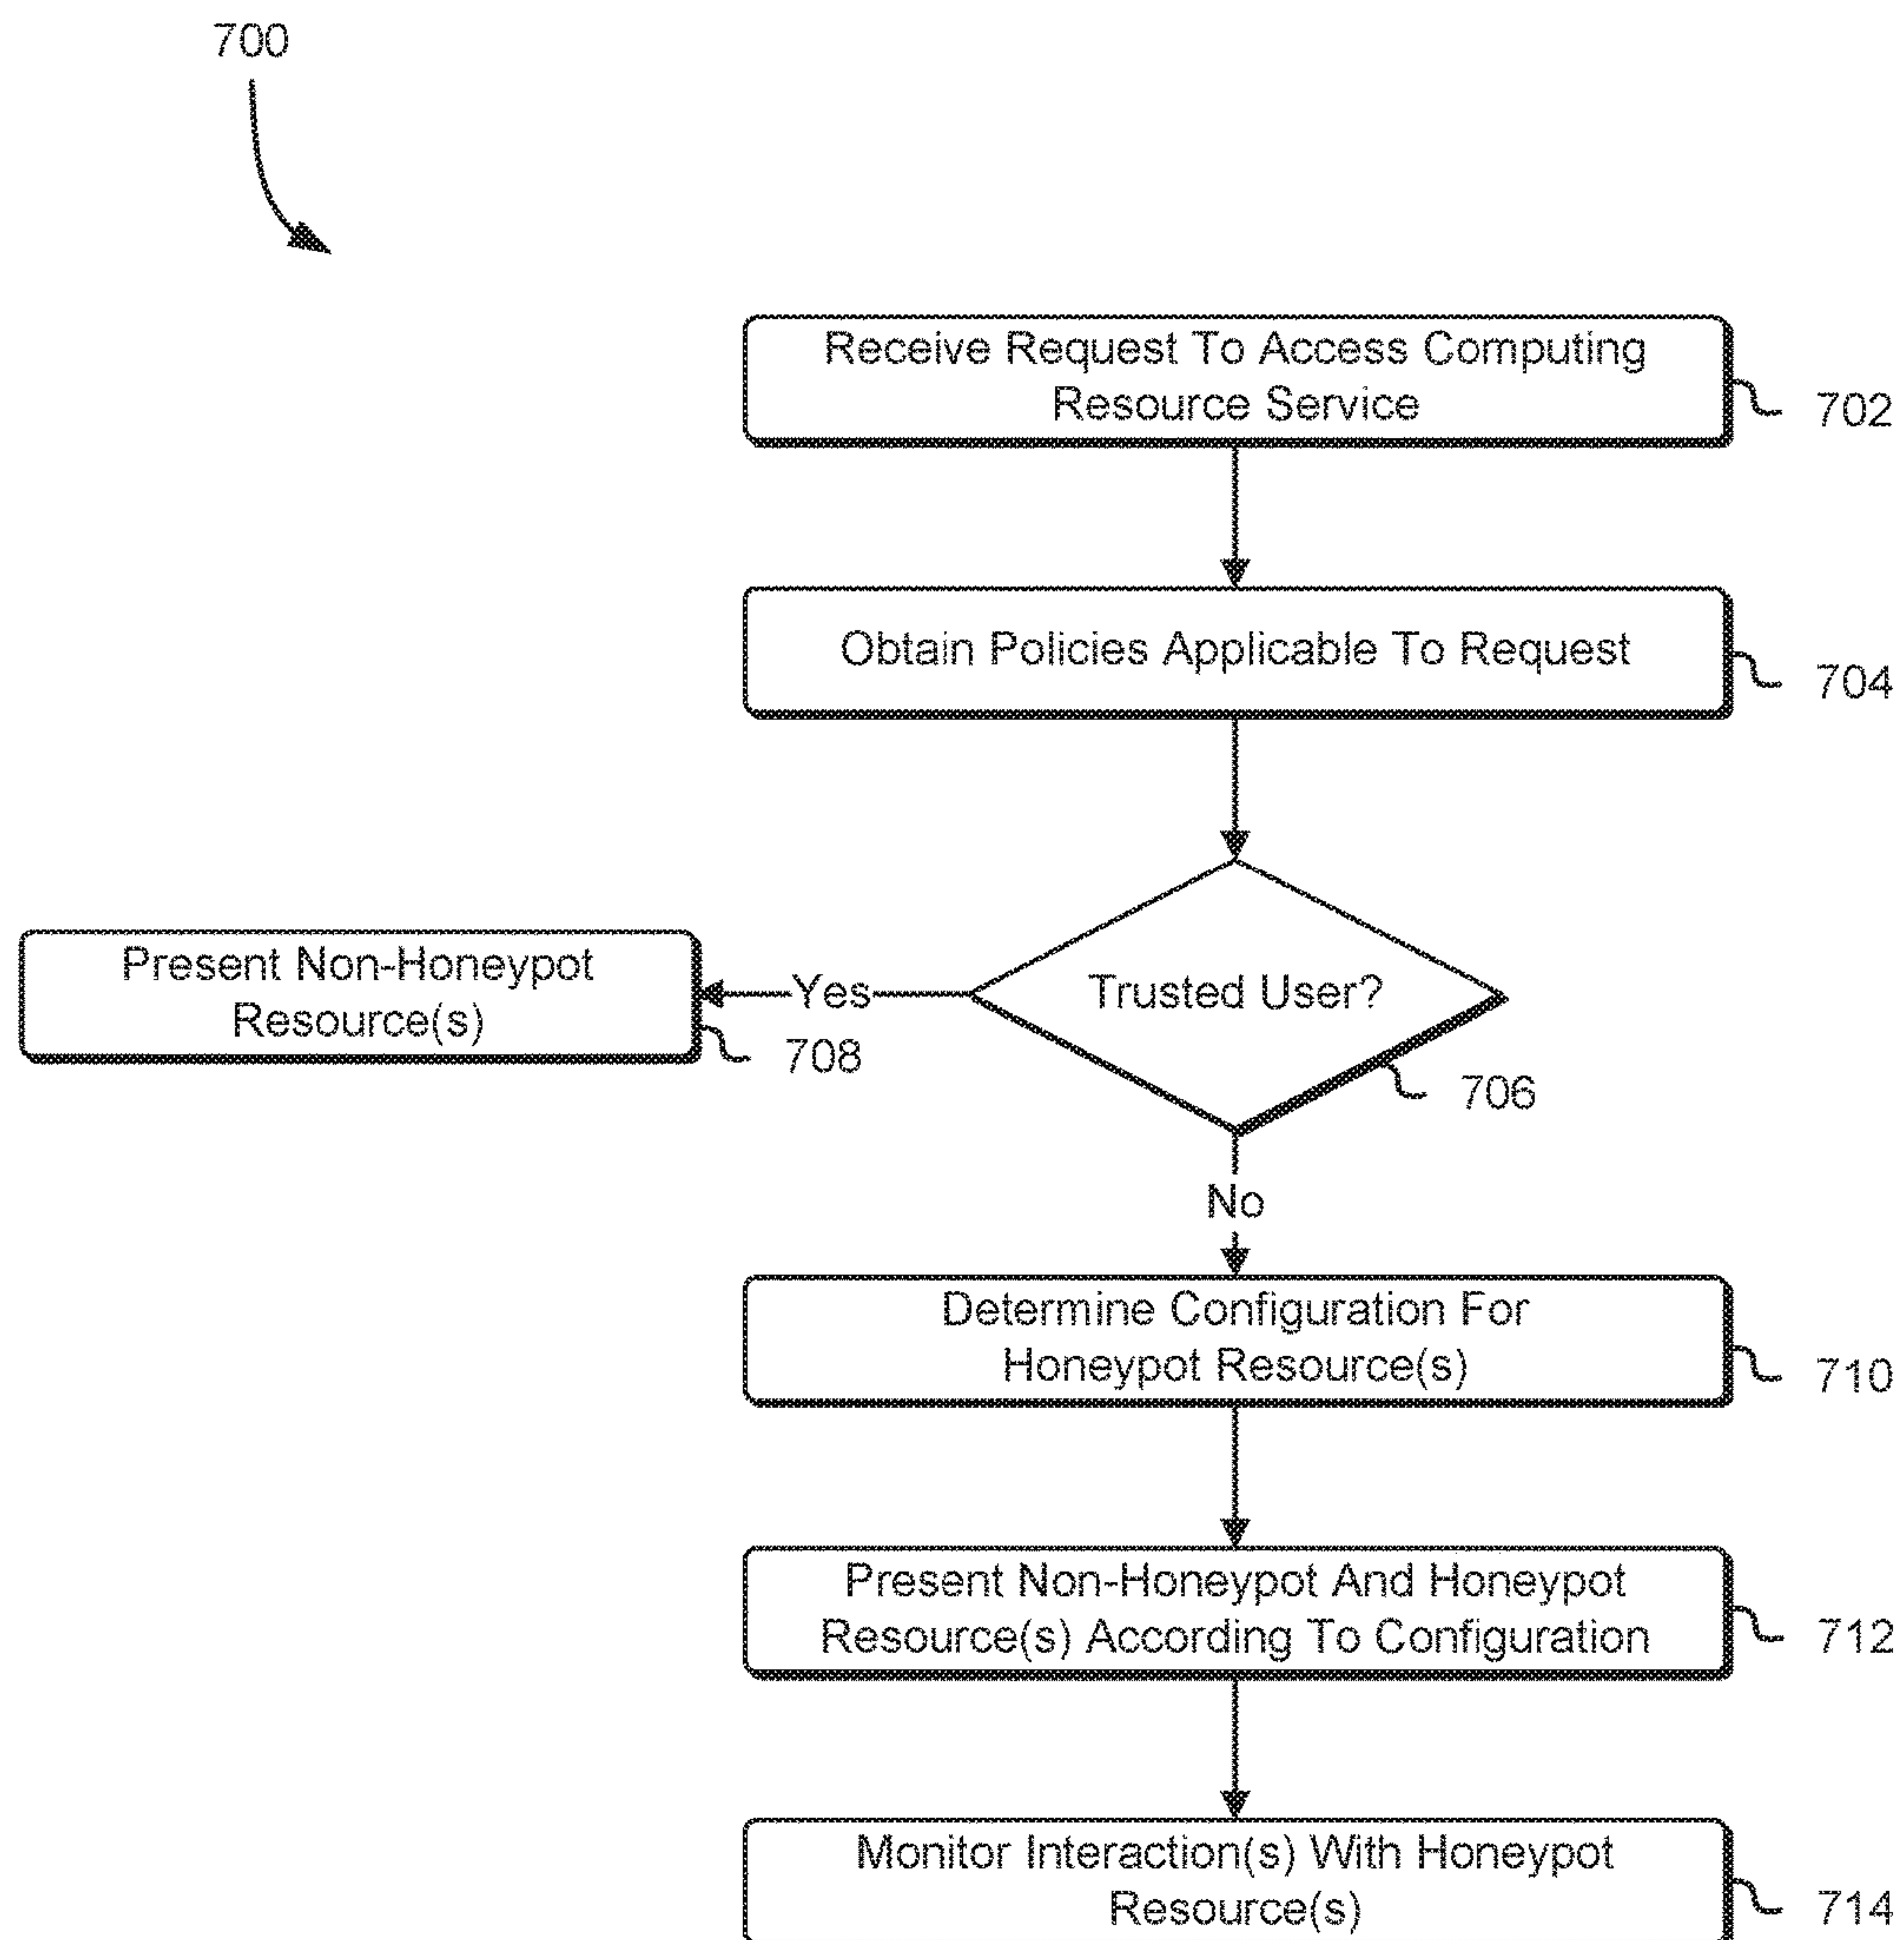 700
Receive Request To Access Computing
Resource Service
702
Obtain Policies Applicable To Request
704
Trusted User?
706
Yes
Present Non-Honeypot
Resource(s)
708
No
Determine Configuration For
Honeypot Resource(s)
710
Present Non-Honeypot And Honeypot
Resource(s) According To Configuration
712
Monitor Interaction(s) With Honeypot
Resource(s)
714